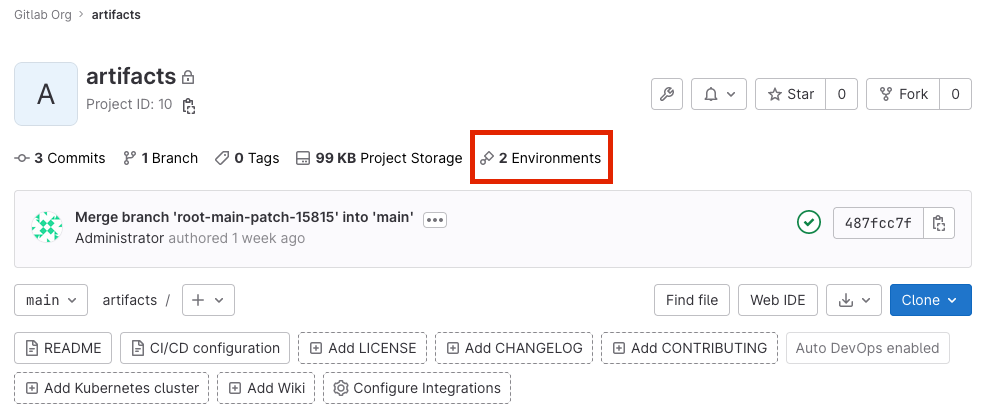 Gitlab Org > artifacts
A
artifacts
Project ID: 10
Star 0
Fork 0
3 Commits 1 Branch 0 Tags 99 KB Project Storage 2 Environments
Merge branch 'root-main-patch-15815' into 'main'
Administrator authored 1 week ago
487fcc7f
main artifacts / +
Find file Web IDE Clone
README CI/CD configuration Add LICENSE Add CHANGELOG Add CONTRIBUTING Auto DevOps enabled
Add Kubernetes cluster Add Wiki Configure Integrations